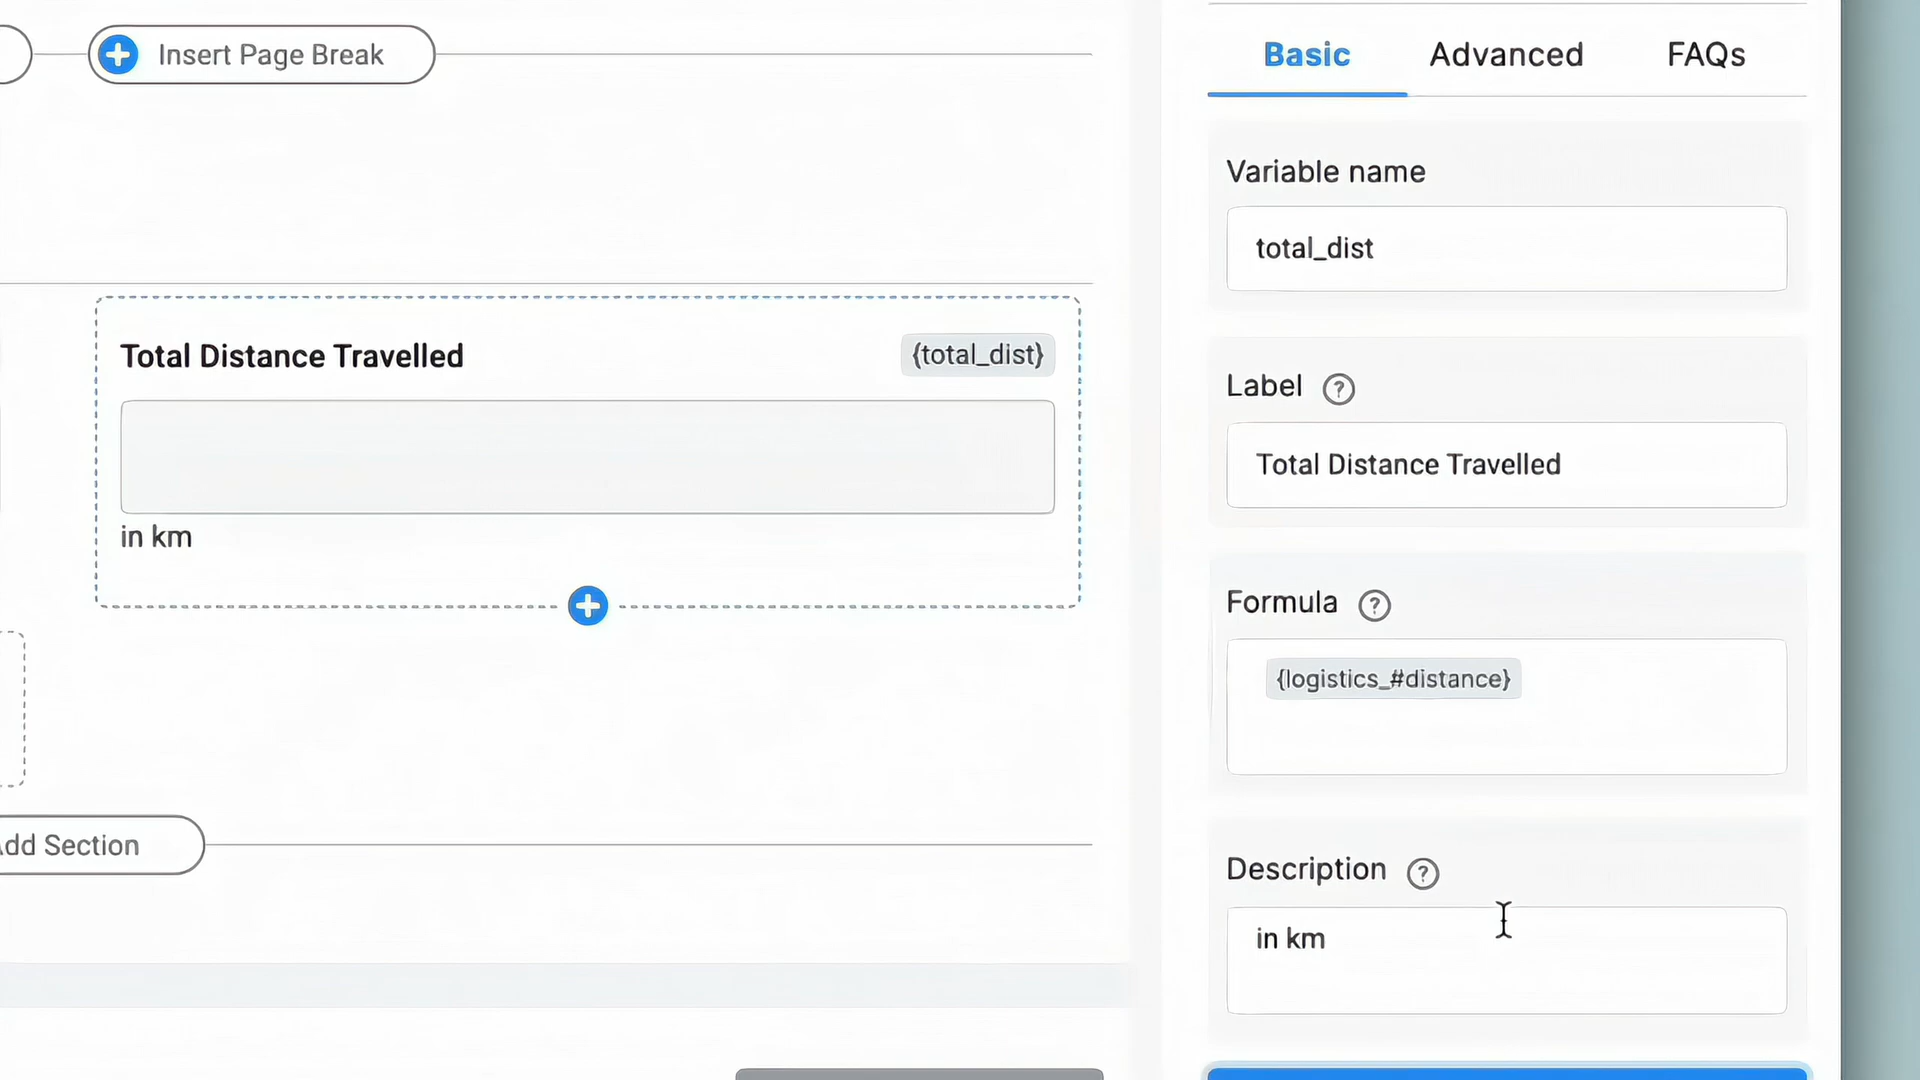 Insert Page Break
Total Distance Travelled
{total_dist}
in km
dd Section
Basic
Advanced
FAQs
Variable name
total_dist
Label ?
Total Distance Travelled
Formula ?
{logistics_#distance}
Description ?
in km